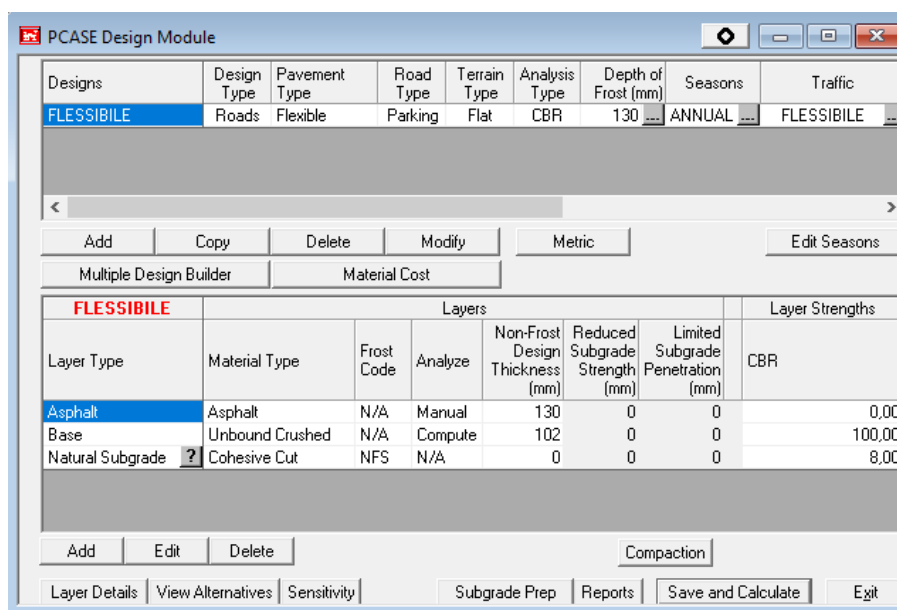 PCASE Design Module
Designs Design Type Pavement Type Road Type Terrain Type Analysis Type Depth of Frost (mm) Seasons Traffic
FLESSIBILE Roads Flexible Parking Flat CBR 130 ... ANNUAL ... FLESSIBILE ...
Add Copy Delete Modify Metric Edit Seasons
Multiple Design Builder Material Cost
FLESSIBILE Layers Layer Strengths
Layer Type Material Type Frost Code Analyze Non-Frost Design Thickness (mm) Reduced Subgrade Strength (mm) Limited Subgrade Penetration (mm) CBR
Asphalt Asphalt N/A Manual 130 0 0 0,00
Base Unbound Crushed N/A Compute 102 0 0 100,00
Natural Subgrade ? Cohesive Cut NFS N/A 0 0 0 8,00
Add Edit Delete Compaction
Layer Details View Alternatives Sensitivity Subgrade Prep Reports Save and Calculate Exit